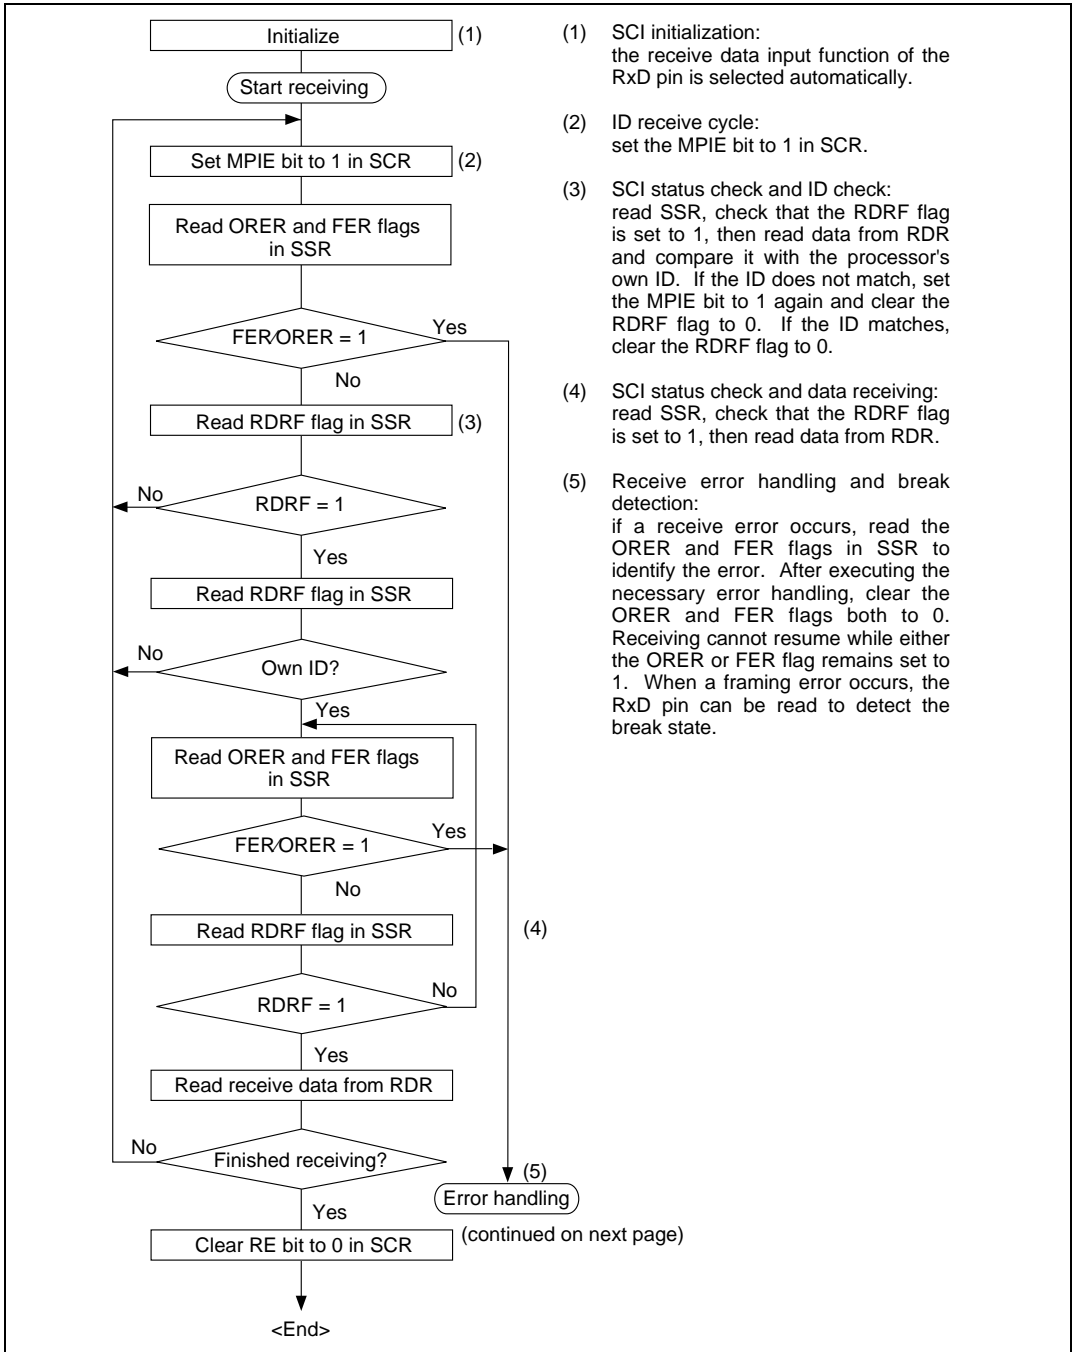 Initialize
(1)
Start receiving
Set MPIE bit to 1 in SCR
(2)
Read ORER and FER flags
in SSR
FER∕ORER = 1
Yes
No
Read RDRF flag in SSR
(3)
No
RDRF = 1
Yes
Read RDRF flag in SSR
No
Own ID?
Yes
Read ORER and FER flags
in SSR
FER∕ORER = 1
Yes
No
Read RDRF flag in SSR
(4)
RDRF = 1
No
Yes
Read receive data from RDR
No
Finished receiving?
(5)
Error handling
Yes
(continued on next page)
Clear RE bit to 0 in SCR
<End>
(1) SCI initialization:
the receive data input function of the
RxD pin is selected automatically.
(2) ID receive cycle:
set the MPIE bit to 1 in SCR.
(3) SCI status check and ID check:
read SSR, check that the RDRF flag
is set to 1, then read data from RDR
and compare it with the processor's
own ID. If the ID does not match, set
the MPIE bit to 1 again and clear the
RDRF flag to 0. If the ID matches,
clear the RDRF flag to 0.
(4) SCI status check and data receiving:
read SSR, check that the RDRF flag
is set to 1, then read data from RDR.
(5) Receive error handling and break
detection:
if a receive error occurs, read the
ORER and FER flags in SSR to
identify the error. After executing the
necessary error handling, clear the
ORER and FER flags both to 0.
Receiving cannot resume while either
the ORER or FER flag remains set to
1. When a framing error occurs, the
RxD pin can be read to detect the
break state.